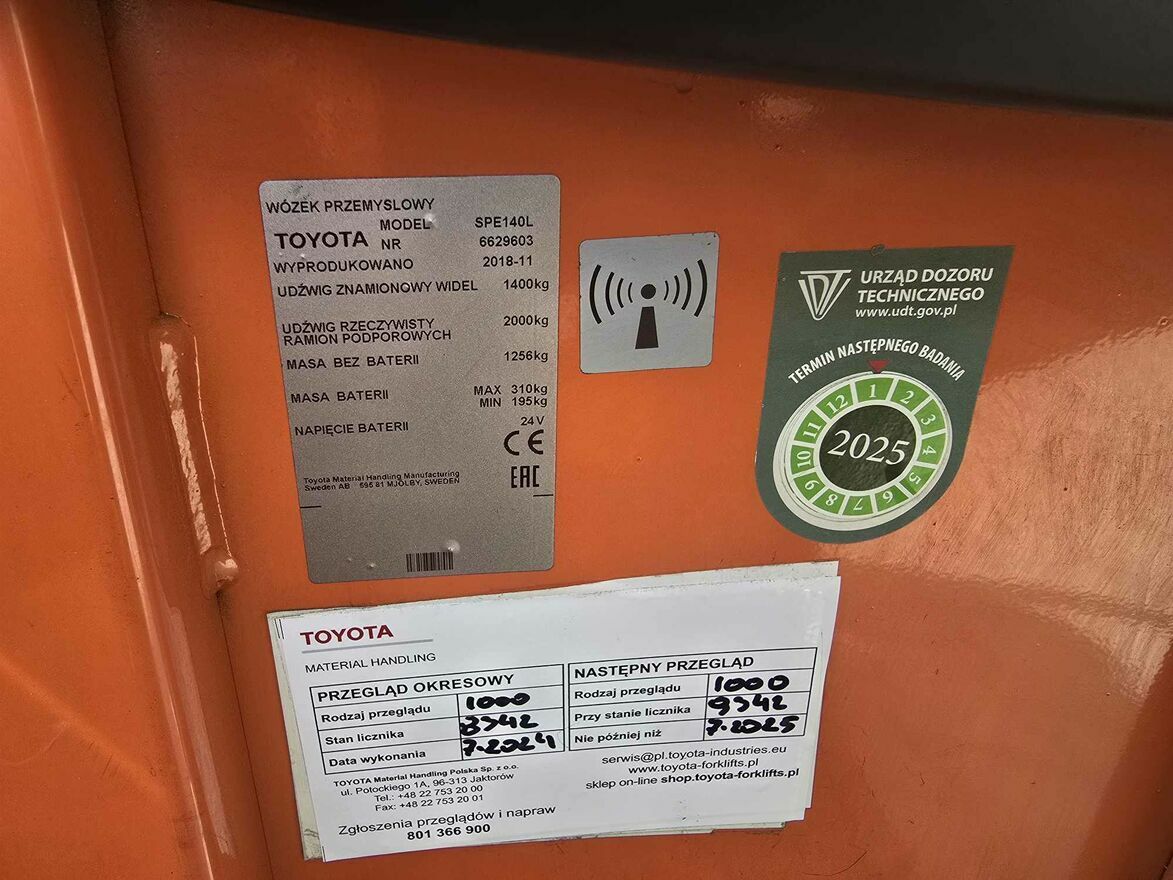 WÓZEK PRZEMYSLOWY
TOYOTA MODEL SPE140L
NR 6629603
WYPRODUKOWANO 2018-11
UDŹWIG ZNAMIONOWY WIDEL 1400kg
UDŹWIG RZECZYWISTY
RAMION PODPOROWYCH 2000kg
MASA BEZ BATERII 1256kg
MASA BATERII MAX 310kg
MIN 195kg
NAPIĘCIE BATERII 24V
CE
Toyota Material Handling Manufacturing
Sweden AB 595 81 MJÖLBY, SWEDEN
EAC
UDT URZĄD DOZORU
TECHNICZNEGO
www.udt.gov.pl
TERMIN NASTĘPNEGO BADANIA
1 2 3 4 5 6 7 8 9 10 11 12
2025
TOYOTA
MATERIAL HANDLING
PRZEGLĄD OKRESOWY
Rodzaj przeglądu 1000
Stan licznika 8342
Data wykonania 7.2024
NASTĘPNY PRZEGLĄD
Rodzaj przeglądu 1000
Przy stanie licznika 9342
Nie później niż 7.2025
TOYOTA Material Handling Polska Sp. z o.o.
ul. Potockiego 1A, 96-313 Jaktorów
Tel.: +48 22 753 20 00
Fax: +48 22 753 20 01
Zgłoszenia przeglądów i napraw
801 366 900
serwis@pl.toyota-industries.eu
www.toyota-forklifts.pl
sklep on-line shop.toyota-forklifts.pl